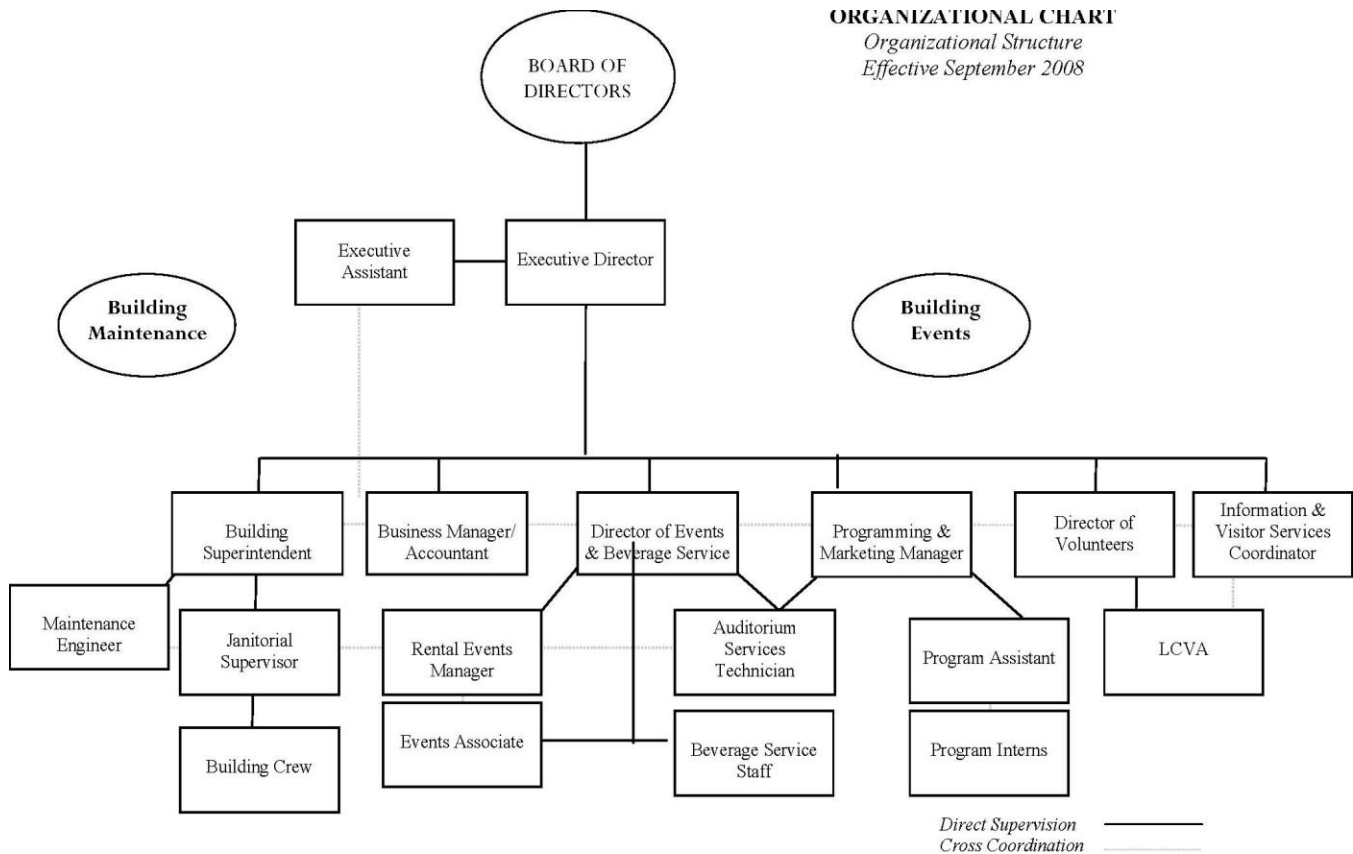 ORGANIZATIONAL CHART
Organizational Structure
Effective September 2008
BOARD OF
DIRECTORS
Executive
Assistant
Executive Director
Building
Maintenance
Building
Events
Building
Superintendent
Business Manager/
Accountant
Director of Events
& Beverage Service
Programming &
Marketing Manager
Director of
Volunteers
Information &
Visitor Services
Coordinator
Maintenance
Engineer
Janitorial
Supervisor
Rental Events
Manager
Auditorium
Services
Technician
Program Assistant
LCVA
Building Crew
Events Associate
Beverage Service
Staff
Program Interns
Direct Supervision
Cross Coordination